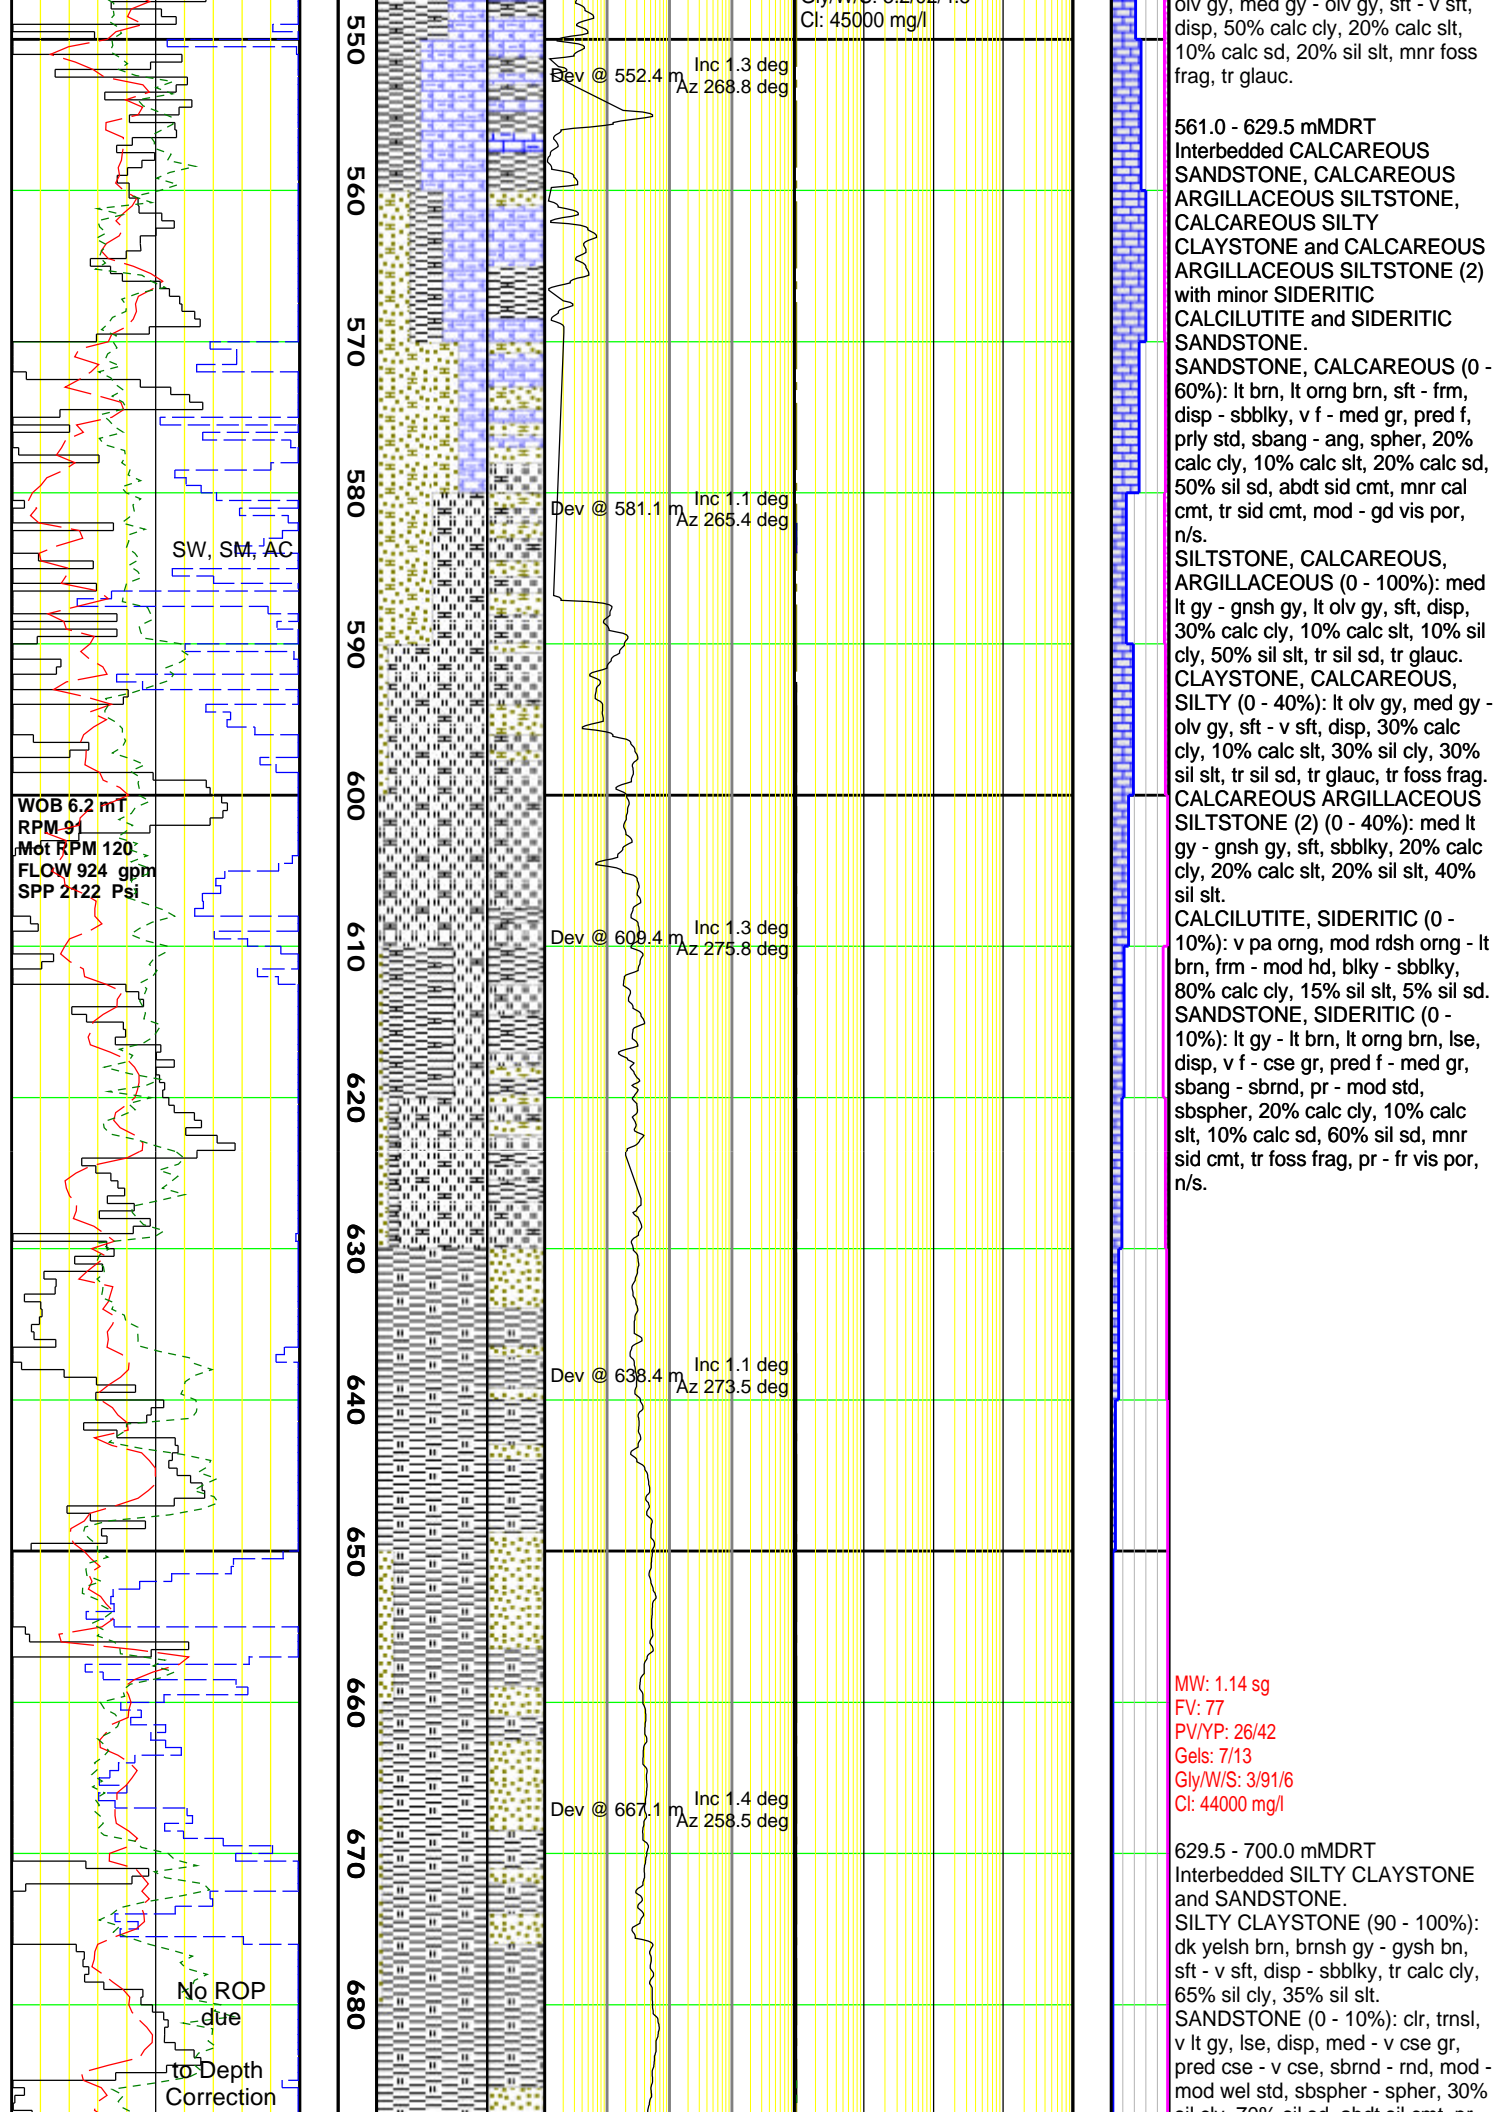 Cl: 45000 mg/l
550
Dev @ 552.4 m
Inc 1.3 deg
Az 268.8 deg
560
570
580
Dev @ 581.1 m
Inc 1.1 deg
Az 265.4 deg
SW, SM, AC
590
600
WOB 6.2 mT
RPM 91
Mot RPM 120
FLOW 924 gpm
SPP 2122 Psi
610
Dev @ 609.4 m
Inc 1.3 deg
Az 275.8 deg
620
630
Dev @ 638.4 m
Inc 1.1 deg
Az 273.5 deg
640
650
660
Dev @ 667.1 m
Inc 1.4 deg
Az 258.5 deg
670
680
No ROP
due
to Depth
Correction
olv gy, med gy - olv gy, sft - v sft,
disp, 50% calc cly, 20% calc slt,
10% calc sd, 20% sil slt, mnr foss
frag, tr glauc.
561.0 - 629.5 mMDRT
Interbedded CALCAREOUS
SANDSTONE, CALCAREOUS
ARGILLACEOUS SILTSTONE,
CALCAREOUS SILTY
CLAYSTONE and CALCAREOUS
ARGILLACEOUS SILTSTONE (2)
with minor SIDERITIC
CALCILUTITE and SIDERITIC
SANDSTONE.
SANDSTONE, CALCAREOUS (0 -
60%): lt brn, lt orng brn, sft - frm,
disp - sbblky, v f - med gr, pred f,
prly std, sbang - ang, spher, 20%
calc cly, 10% calc slt, 20% calc sd,
50% sil sd, abdt sid cmt, mnr cal
cmt, tr sid cmt, mod - gd vis por,
n/s.
SILTSTONE, CALCAREOUS,
ARGILLACEOUS (0 - 100%): med
lt gy - gnsh gy, lt olv gy, sft, disp,
30% calc cly, 10% calc slt, 10% sil
cly, 50% sil slt, tr sil sd, tr glauc.
CLAYSTONE, CALCAREOUS,
SILTY (0 - 40%): lt olv gy, med gy -
olv gy, sft - v sft, disp, 30% calc
cly, 10% calc slt, 30% sil cly, 30%
sil slt, tr sil sd, tr glauc, tr foss frag.
CALCAREOUS ARGILLACEOUS
SILTSTONE (2) (0 - 40%): med lt
gy - gnsh gy, sft, sbblky, 20% calc
cly, 20% calc slt, 20% sil slt, 40%
sil slt.
CALCILUTITE, SIDERITIC (0 -
10%): v pa orng, mod rdsh orng - lt
brn, frm - mod hd, blky - sbblky,
80% calc cly, 15% sil slt, 5% sil sd.
SANDSTONE, SIDERITIC (0 -
10%): lt gy - lt brn, lt orng brn, lse,
disp, v f - cse gr, pred f - med gr,
sbang - sbrnd, pr - mod std,
sbspher, 20% calc cly, 10% calc
slt, 10% calc sd, 60% sil sd, mnr
sid cmt, tr foss frag, pr - fr vis por,
n/s.
MW: 1.14 sg
FV: 77
PV/YP: 26/42
Gels: 7/13
Gly/W/S: 3/91/6
Cl: 44000 mg/l
629.5 - 700.0 mMDRT
Interbedded SILTY CLAYSTONE
and SANDSTONE.
SILTY CLAYSTONE (90 - 100%):
dk yelsh brn, brnsh gy - gysh bn,
sft - v sft, disp - sbblky, tr calc cly,
65% sil cly, 35% sil slt.
SANDSTONE (0 - 10%): clr, trnsl,
v lt gy, lse, disp, med - v cse gr,
pred cse - v cse, sbrnd - rnd, mod -
mod wel std, sbspher - spher, 30%